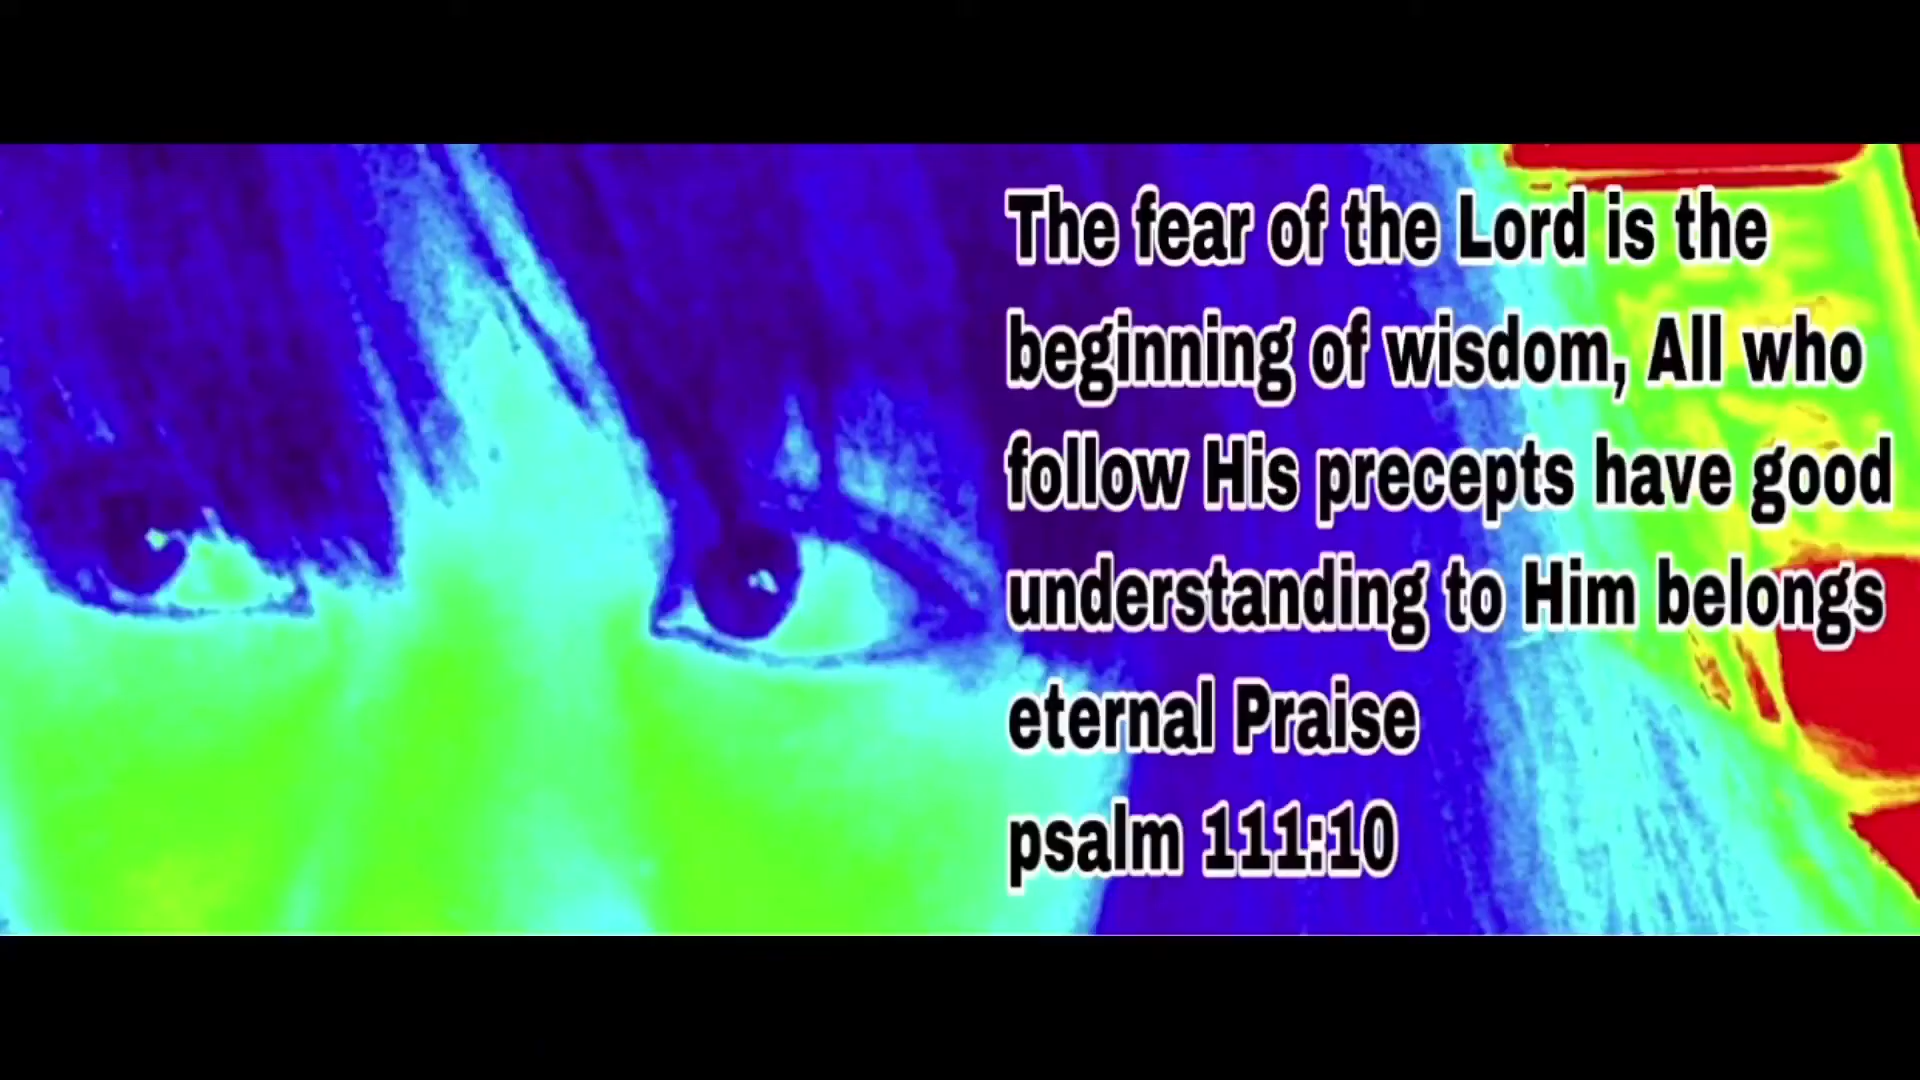 The fear of the Lord is the
beginning of wisdom, All who
follow His precepts have good
understanding to Him belongs
eternal Praise
psalm 111:10